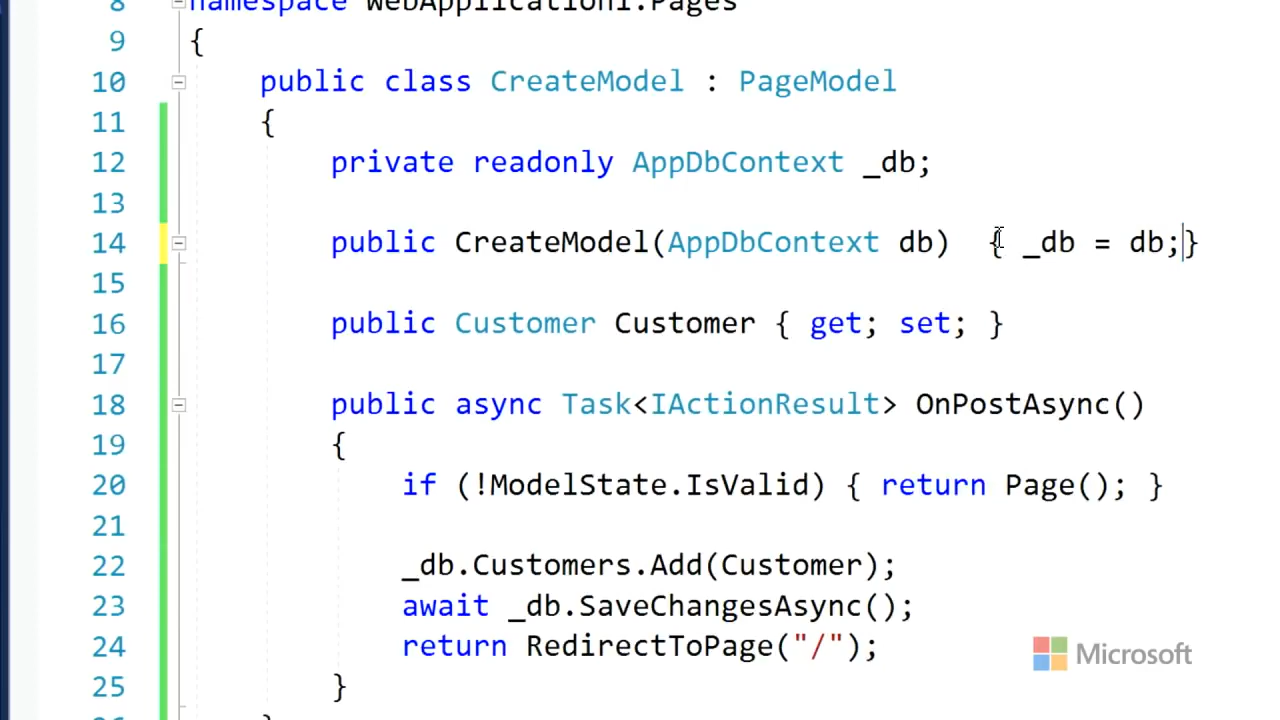 8 namespace WebApplication1.Pages
9 {
10 public class CreateModel : PageModel
11 {
12 private readonly AppDbContext _db;
13
14 public CreateModel(AppDbContext db)  { _db = db;}
15
16 public Customer Customer { get; set; }
17
18 public async Task<IActionResult> OnPostAsync()
19 {
20 if (!ModelState.IsValid) { return Page(); }
21
22 _db.Customers.Add(Customer);
23 await _db.SaveChangesAsync();
24 return RedirectToPage("/");
25 }
Microsoft